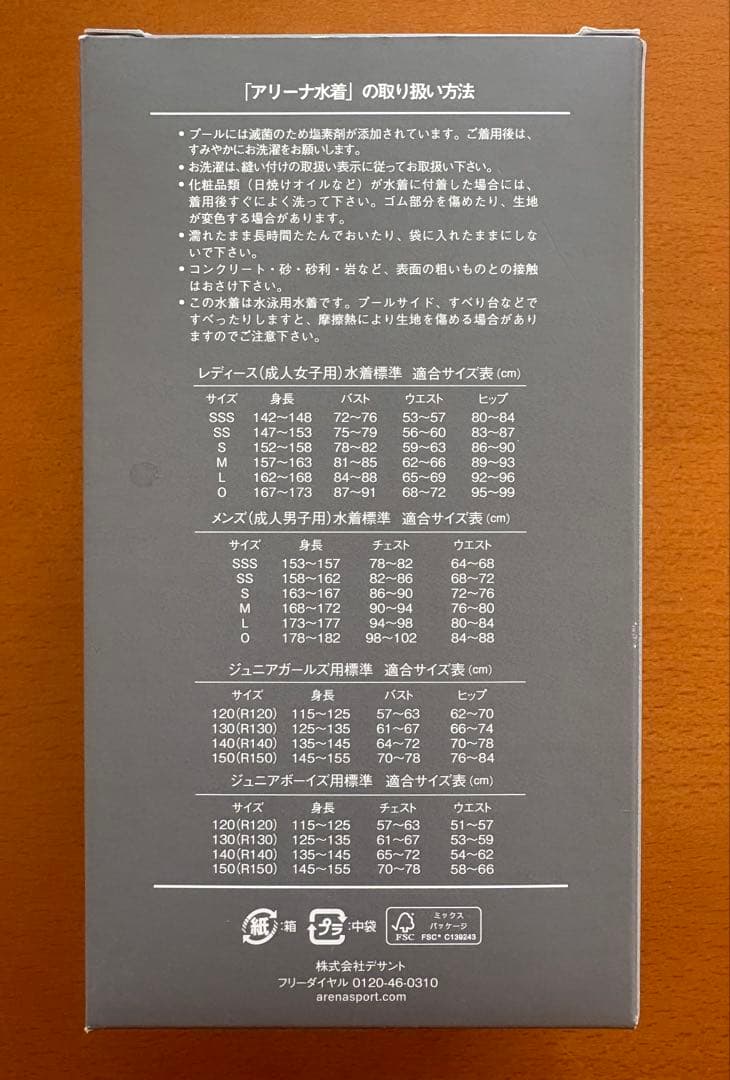 「アリーナ水着」の取り扱い方法
• プールには滅菌のため塩素剤が添加されています。ご着用後は、
すみやかにお洗濯をお願いします。
• お洗濯は、縫い付けの取扱い表示に従ってお取扱い下さい。
• 化粧品類（日焼けオイルなど）が水着に付着した場合には、
着用後すぐによく洗って下さい。ゴム部分を傷めたり、生地
が変色する場合があります。
• 濡れたまま長時間たたんでおいたり、袋に入れたままにしな
いで下さい。
• コンクリート・砂・砂利・岩など、表面の粗いものとの接触
はおさけ下さい。
• この水着は水泳用水着です。プールサイド、すべり台などで
すべったりしますと、摩擦熱により生地を傷める場合があり
ますのでご注意下さい。
レディース（成人女子用）水着標準 適合サイズ表(cm)
サイズ 身長 バスト ウエスト ヒップ
SSS 142〜148 72〜76 53〜57 80〜84
SS 147〜153 75〜79 56〜60 83〜87
S 152〜158 78〜82 59〜63 86〜90
M 157〜163 81〜85 62〜66 89〜93
L 162〜168 84〜88 65〜69 92〜96
O 167〜173 87〜91 68〜72 95〜99
メンズ（成人男子用）水着標準 適合サイズ表(cm)
サイズ 身長 チェスト ウエスト
SSS 153〜157 78〜82 64〜68
SS 158〜162 82〜86 68〜72
S 163〜167 86〜90 72〜76
M 168〜172 90〜94 76〜80
L 173〜177 94〜98 80〜84
O 178〜182 98〜102 84〜88
ジュニアガールズ用標準 適合サイズ表(cm)
サイズ 身長 バスト ヒップ
120(R120) 115〜125 57〜63 62〜70
130(R130) 125〜135 61〜67 66〜74
140(R140) 135〜145 64〜72 70〜78
150(R150) 145〜155 70〜78 76〜84
ジュニアボーイズ用標準 適合サイズ表(cm)
サイズ 身長 チェスト ウエスト
120(R120) 115〜125 57〜63 51〜57
130(R130) 125〜135 61〜67 53〜59
140(R140) 135〜145 65〜72 54〜62
150(R150) 145〜155 70〜78 58〜66
紙:箱 プラ:中袋
FSC
ミックス
パッケージ
FSC® C139243
株式会社デサント
フリーダイヤル 0120-46-0310
arenasport.com